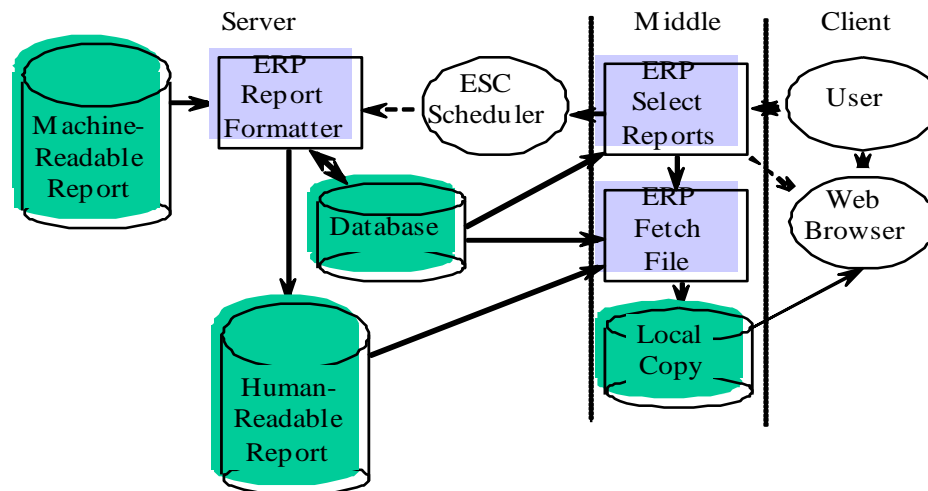 Server
Middle
Client
ERP
Report
Formatter
ESC
Scheduler
ERP
Select
Reports
User
Machine-
Readable
Report
Database
ERP
Fetch
File
Web
Browser
Local
Copy
Human-
Readable
Report